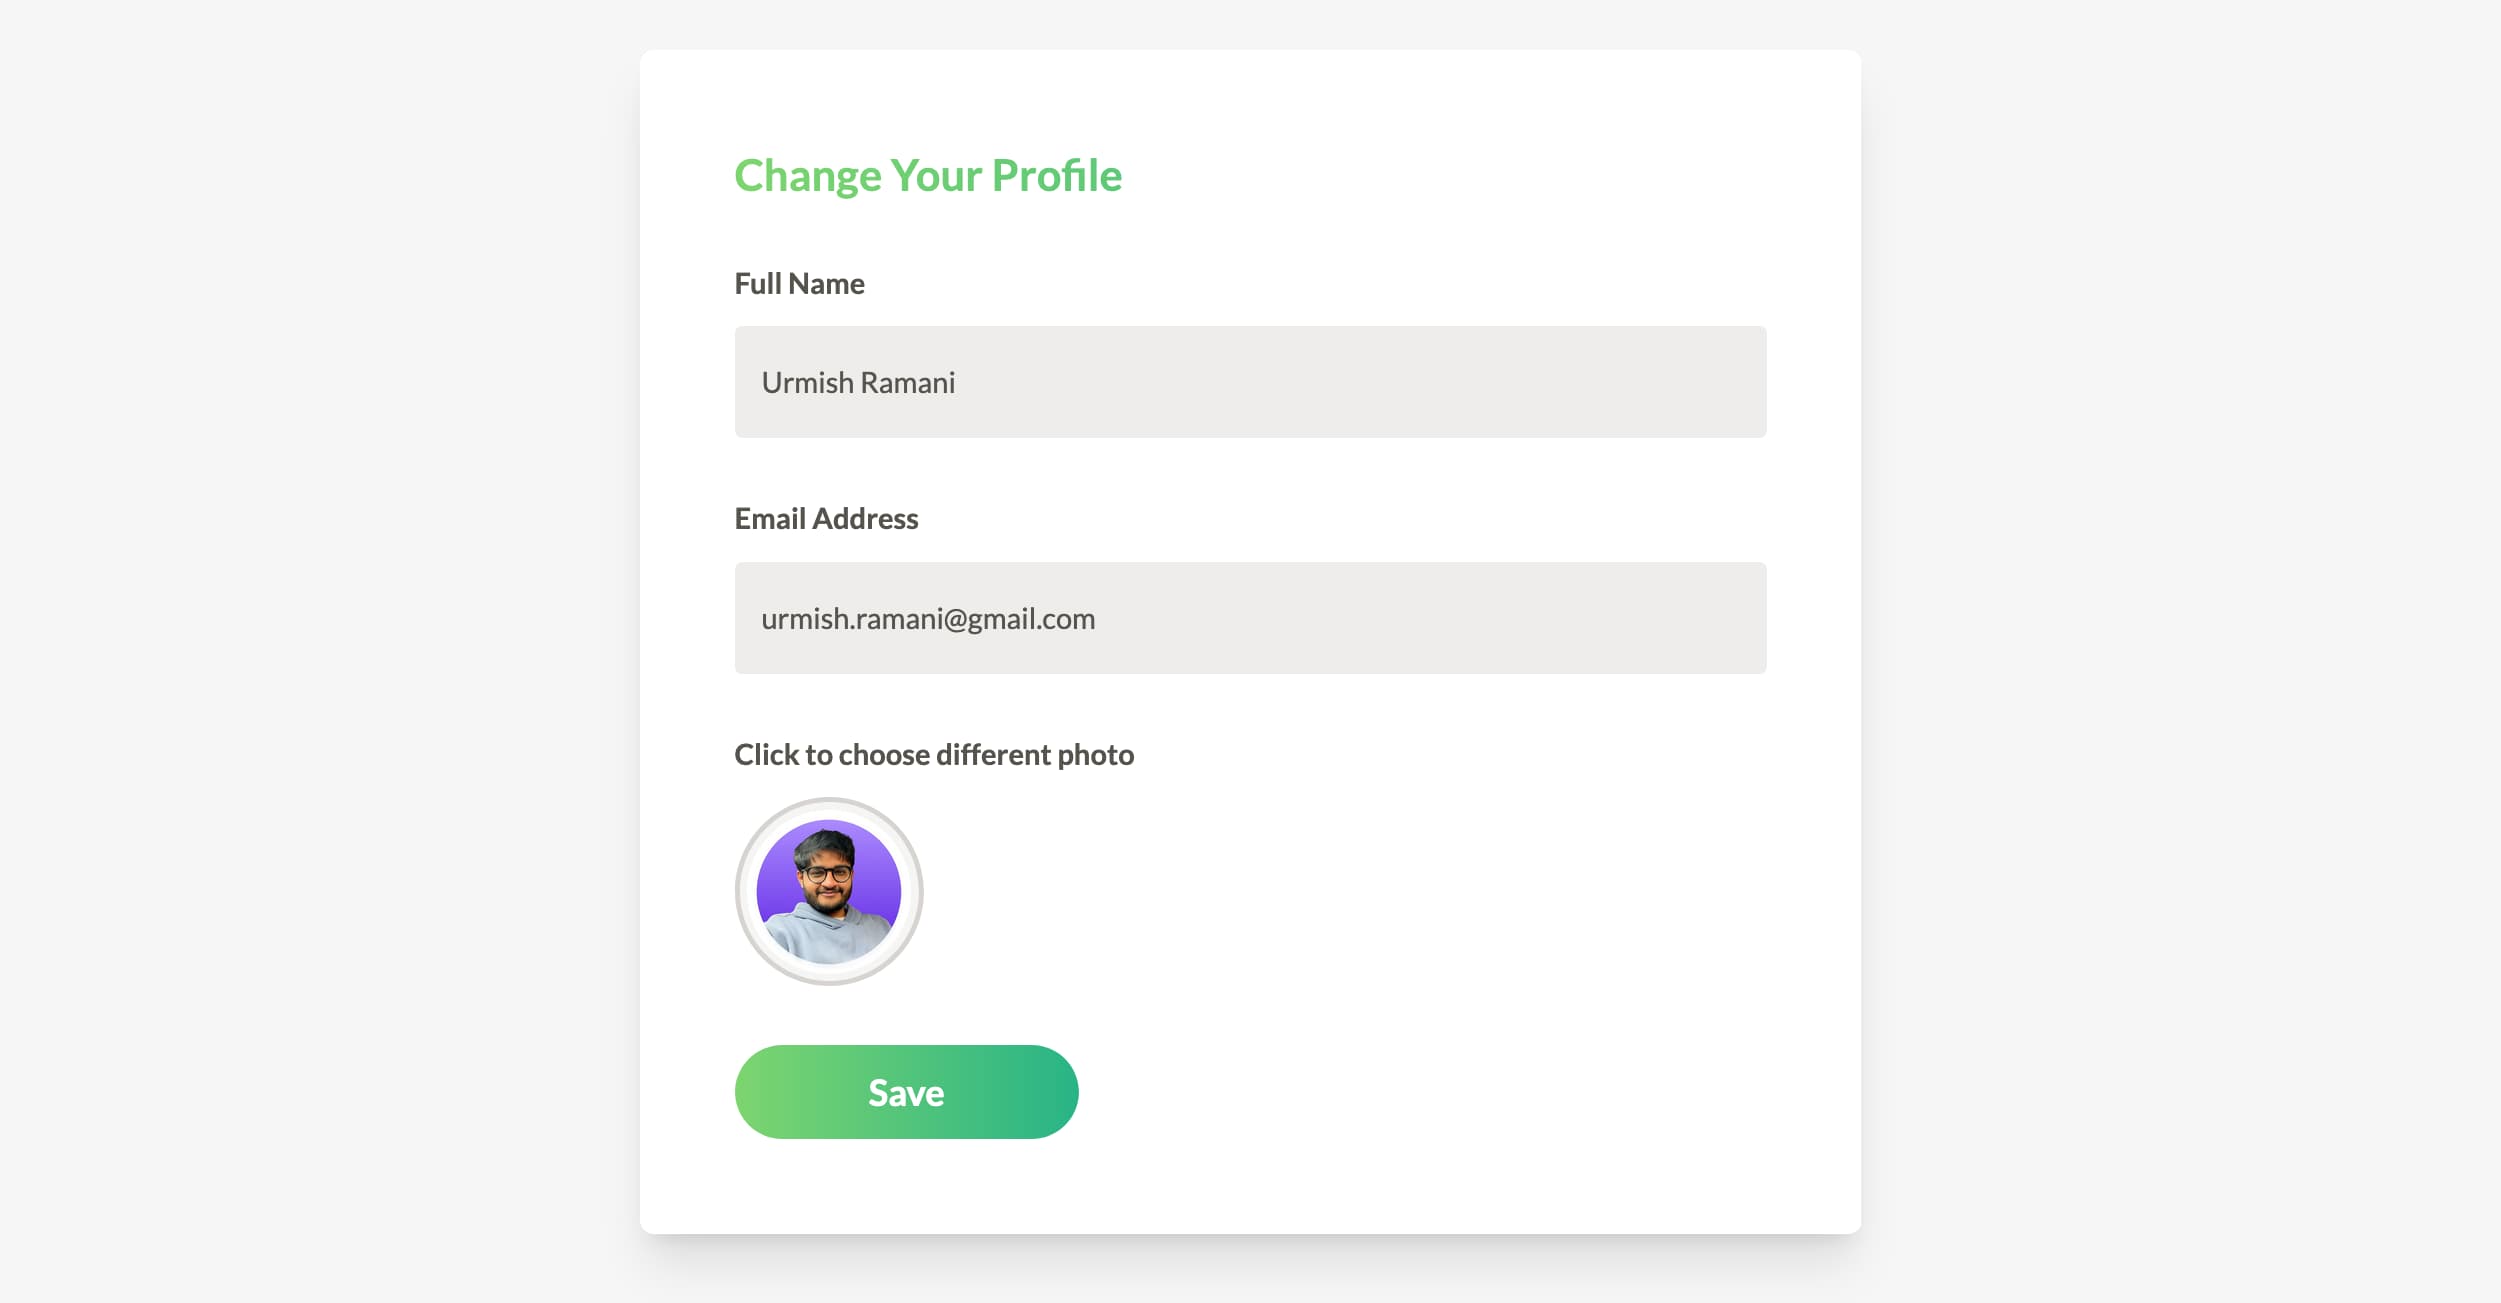 Change Your Profile
Full Name
Urmish Ramani
Email Address
urmish.ramani@gmail.com
Click to choose different photo
Save